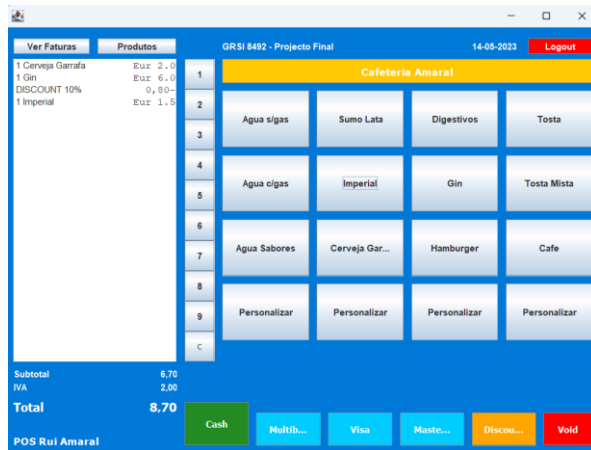 Ver Faturas Produtos GRSI 8492 - Projecto Final 14-05-2023 Logout
1 Cerveja Garrafa Eur 2.0
1 Gin Eur 6.0
DISCOUNT 10% 0,80-
1 Imperial Eur 1.5
1
2
3
4
5
6
7
8
9
C
Cafeteria Amaral
Agua s/gas Sumo Lata Digestivos Tosta
Agua c/gas Imperial Gin Tosta Mista
Agua Sabores Cerveja Gar... Hamburger Cafe
Personalizar Personalizar Personalizar Personalizar
Subtotal 6,70
IVA 2,00
Total 8,70
POS Rui Amaral
Cash Multib... Visa Maste... Discou... Void